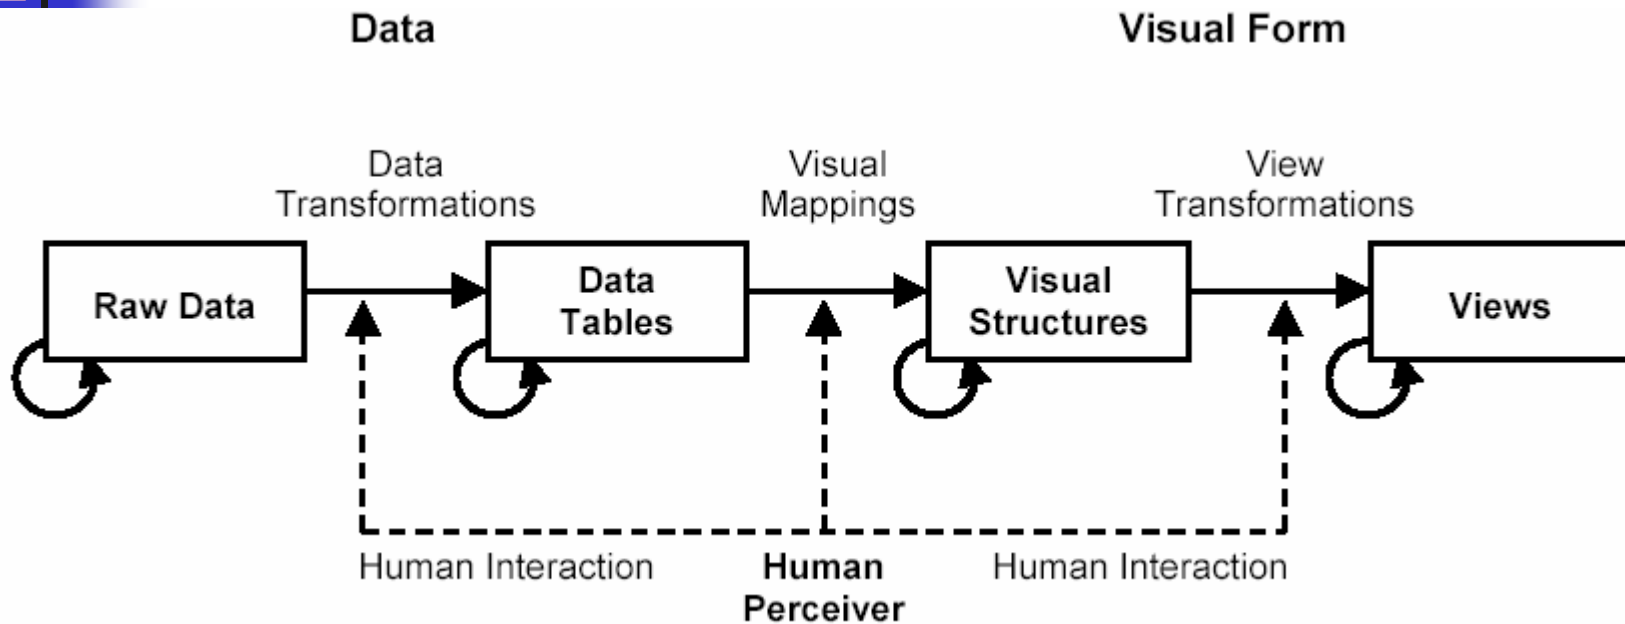 Data
Visual Form
Data
Transformations
Visual
Mappings
View
Transformations
Raw Data
Data
Tables
Visual
Structures
Views
Human Interaction
Human
Perceiver
Human Interaction